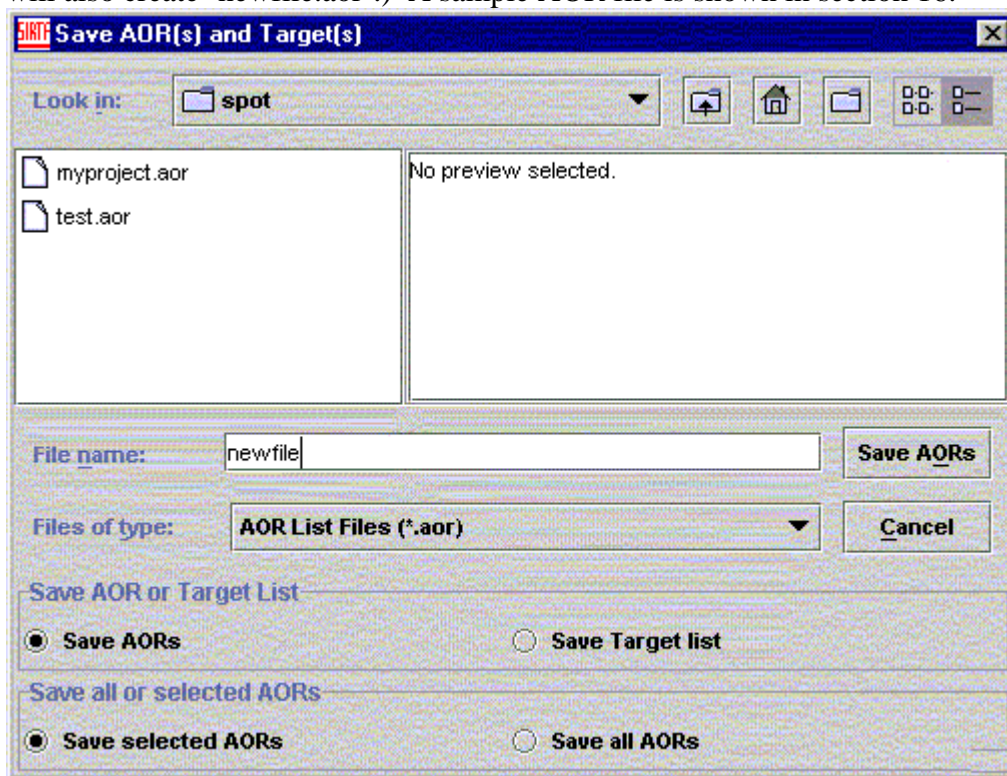 will also create "newfile.aor".) A sample AOR file is shown in section 16.
SIRTF Save AOR(s) and Target(s)
Look in: spot
myproject.aor
test.aor
No preview selected.
File name: newfile Save AORs
Files of type: AOR List Files (*.aor) Cancel
Save AOR or Target List
Save AORs Save Target list
Save all or selected AORs
Save selected AORs Save all AORs